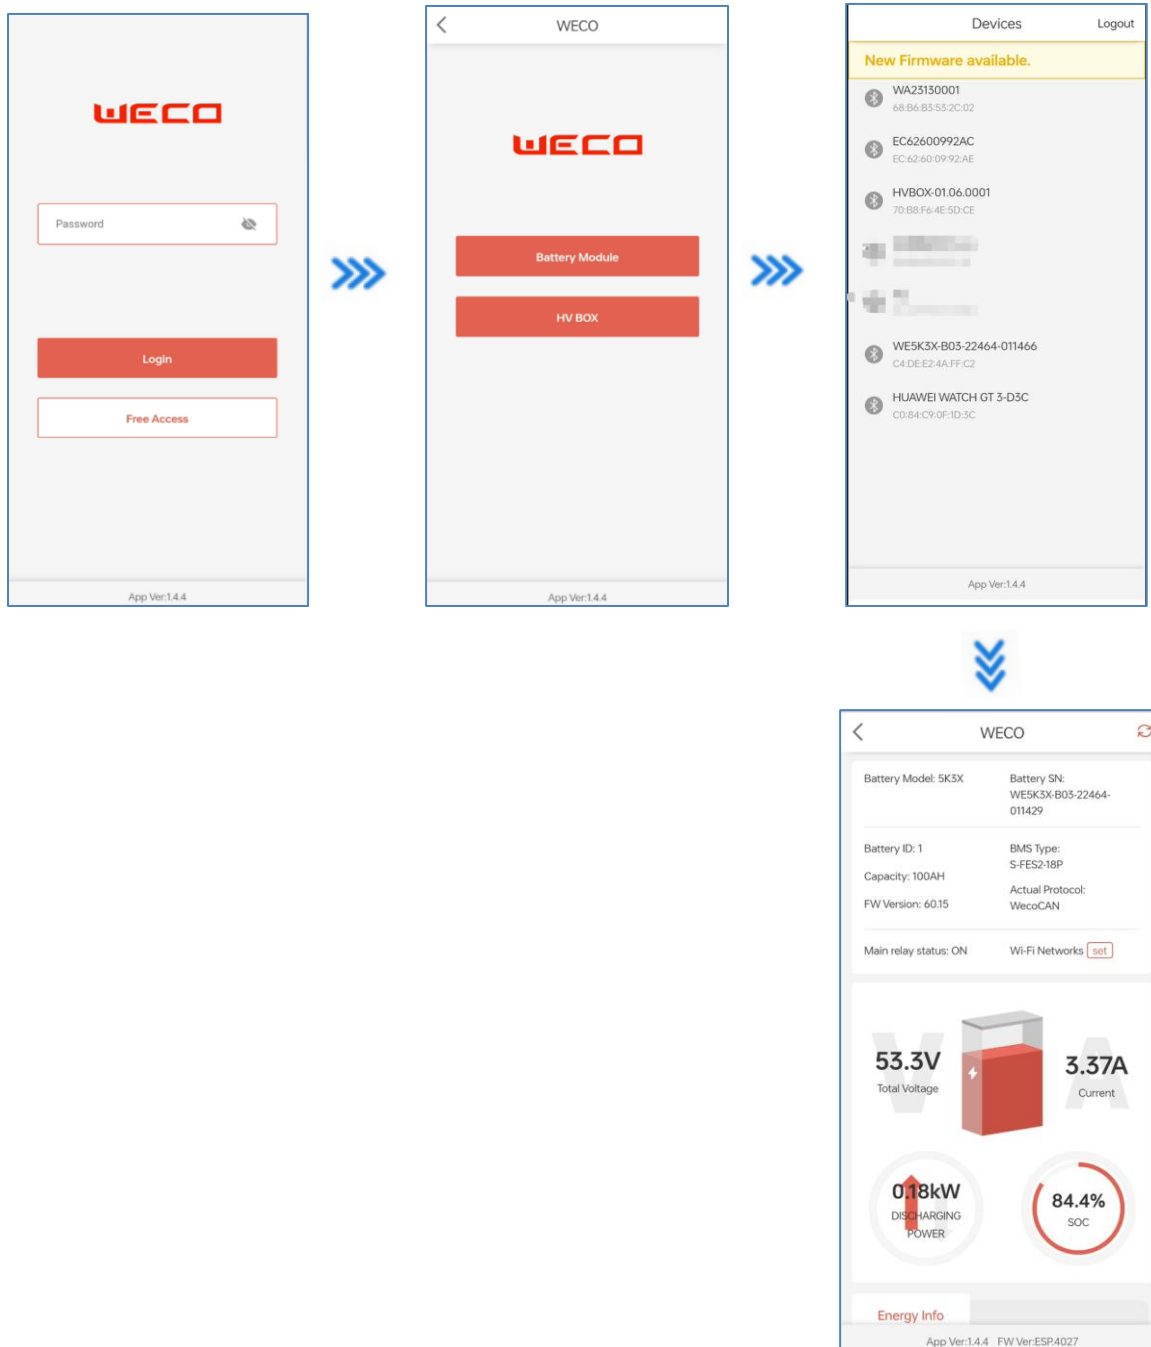 WECO
Password
Login
Free Access
App Ver:1.4.4
WECO
WECO
Battery Module
HV BOX
App Ver:1.4.4
Devices Logout
New Firmware available.
WA23130001
68:B6:B3:53:2C:02
EC62600992AC
EC:62:60:09:92:AE
HVBOX-01.06.0001
70:B8:F6:4E:5D:CE
WE5K3X-B03-22464-011466
C4:DE:E2:4A:FF:C2
HUAWEI WATCH GT 3-D3C
C0:84:C9:0F:1D:3C
App Ver:1.4.4
WECO
Battery Model: 5K3X
Battery SN:
WE5K3X-B03-22464-
011429
Battery ID: 1
Capacity: 100AH
FW Version: 60.15
BMS Type:
S-FES2-18P
Actual Protocol:
WecoCAN
Main relay status: ON
Wi-Fi Networks set
V
53.3V
Total Voltage
A
3.37A
Current
0.18kW
DISCHARGING
POWER
84.4%
SOC
Energy Info
App Ver:1.4.4 FW Ver:ESP.4027